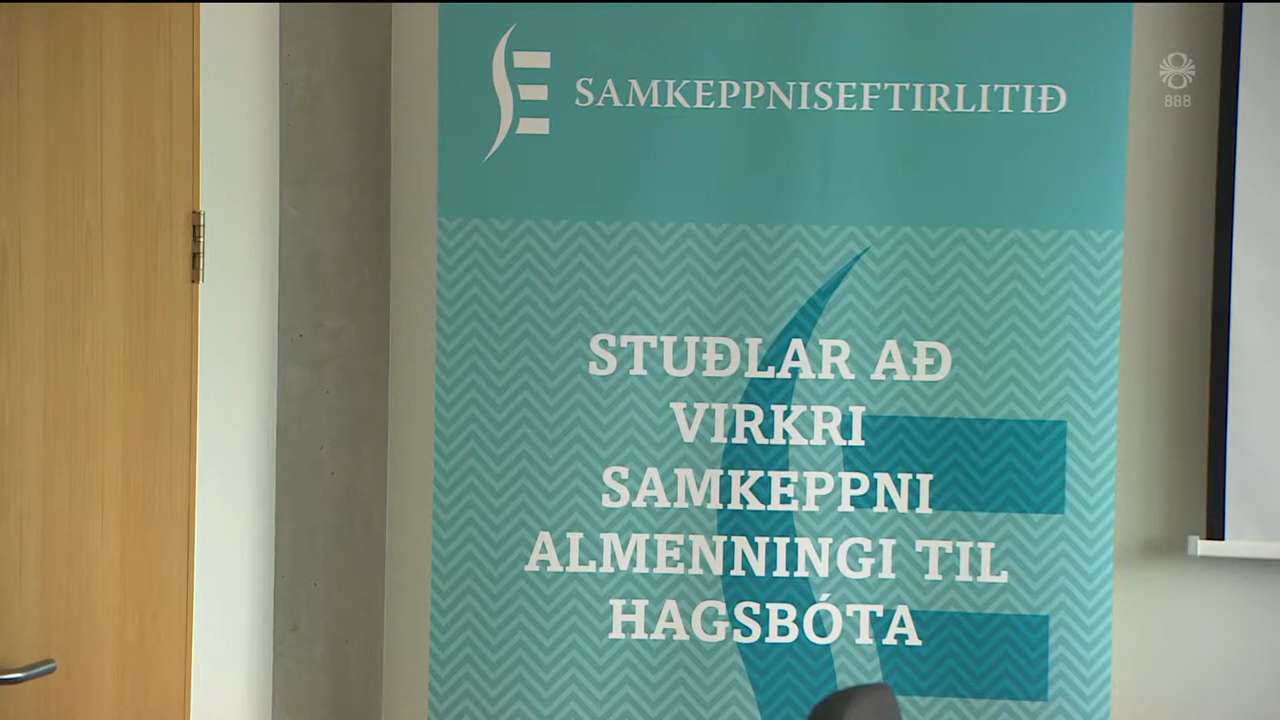 SAMKEPPNISEFTIRLITIÐ
888
STUÐLAR AÐ
VIRKRI
SAMKEPPNI
ALMENNINGI TIL
HAGSBÓTA